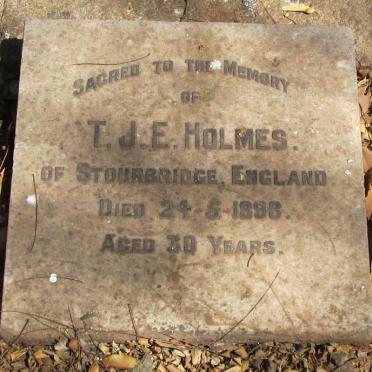 SACRED TO THE MEMORY
OF
T. J. E. HOLMES.
OF STOURBRIDGE, ENGLAND
DIED 24-5-1896.
AGED 30 YEARS.